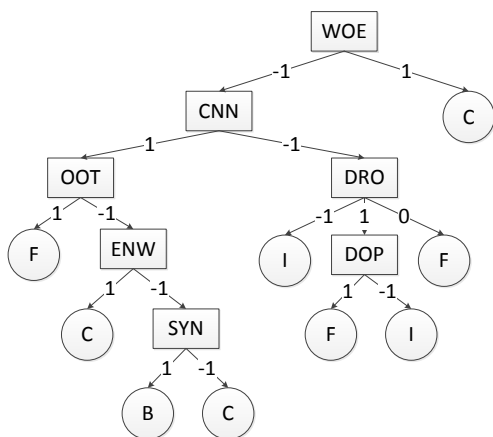 WOE
-1 1
CNN C
1 -1
OOT DRO
1 -1 -1 1 0
F ENW I DOP F
1 -1 1 -1
C SYN F I
1 -1
B C